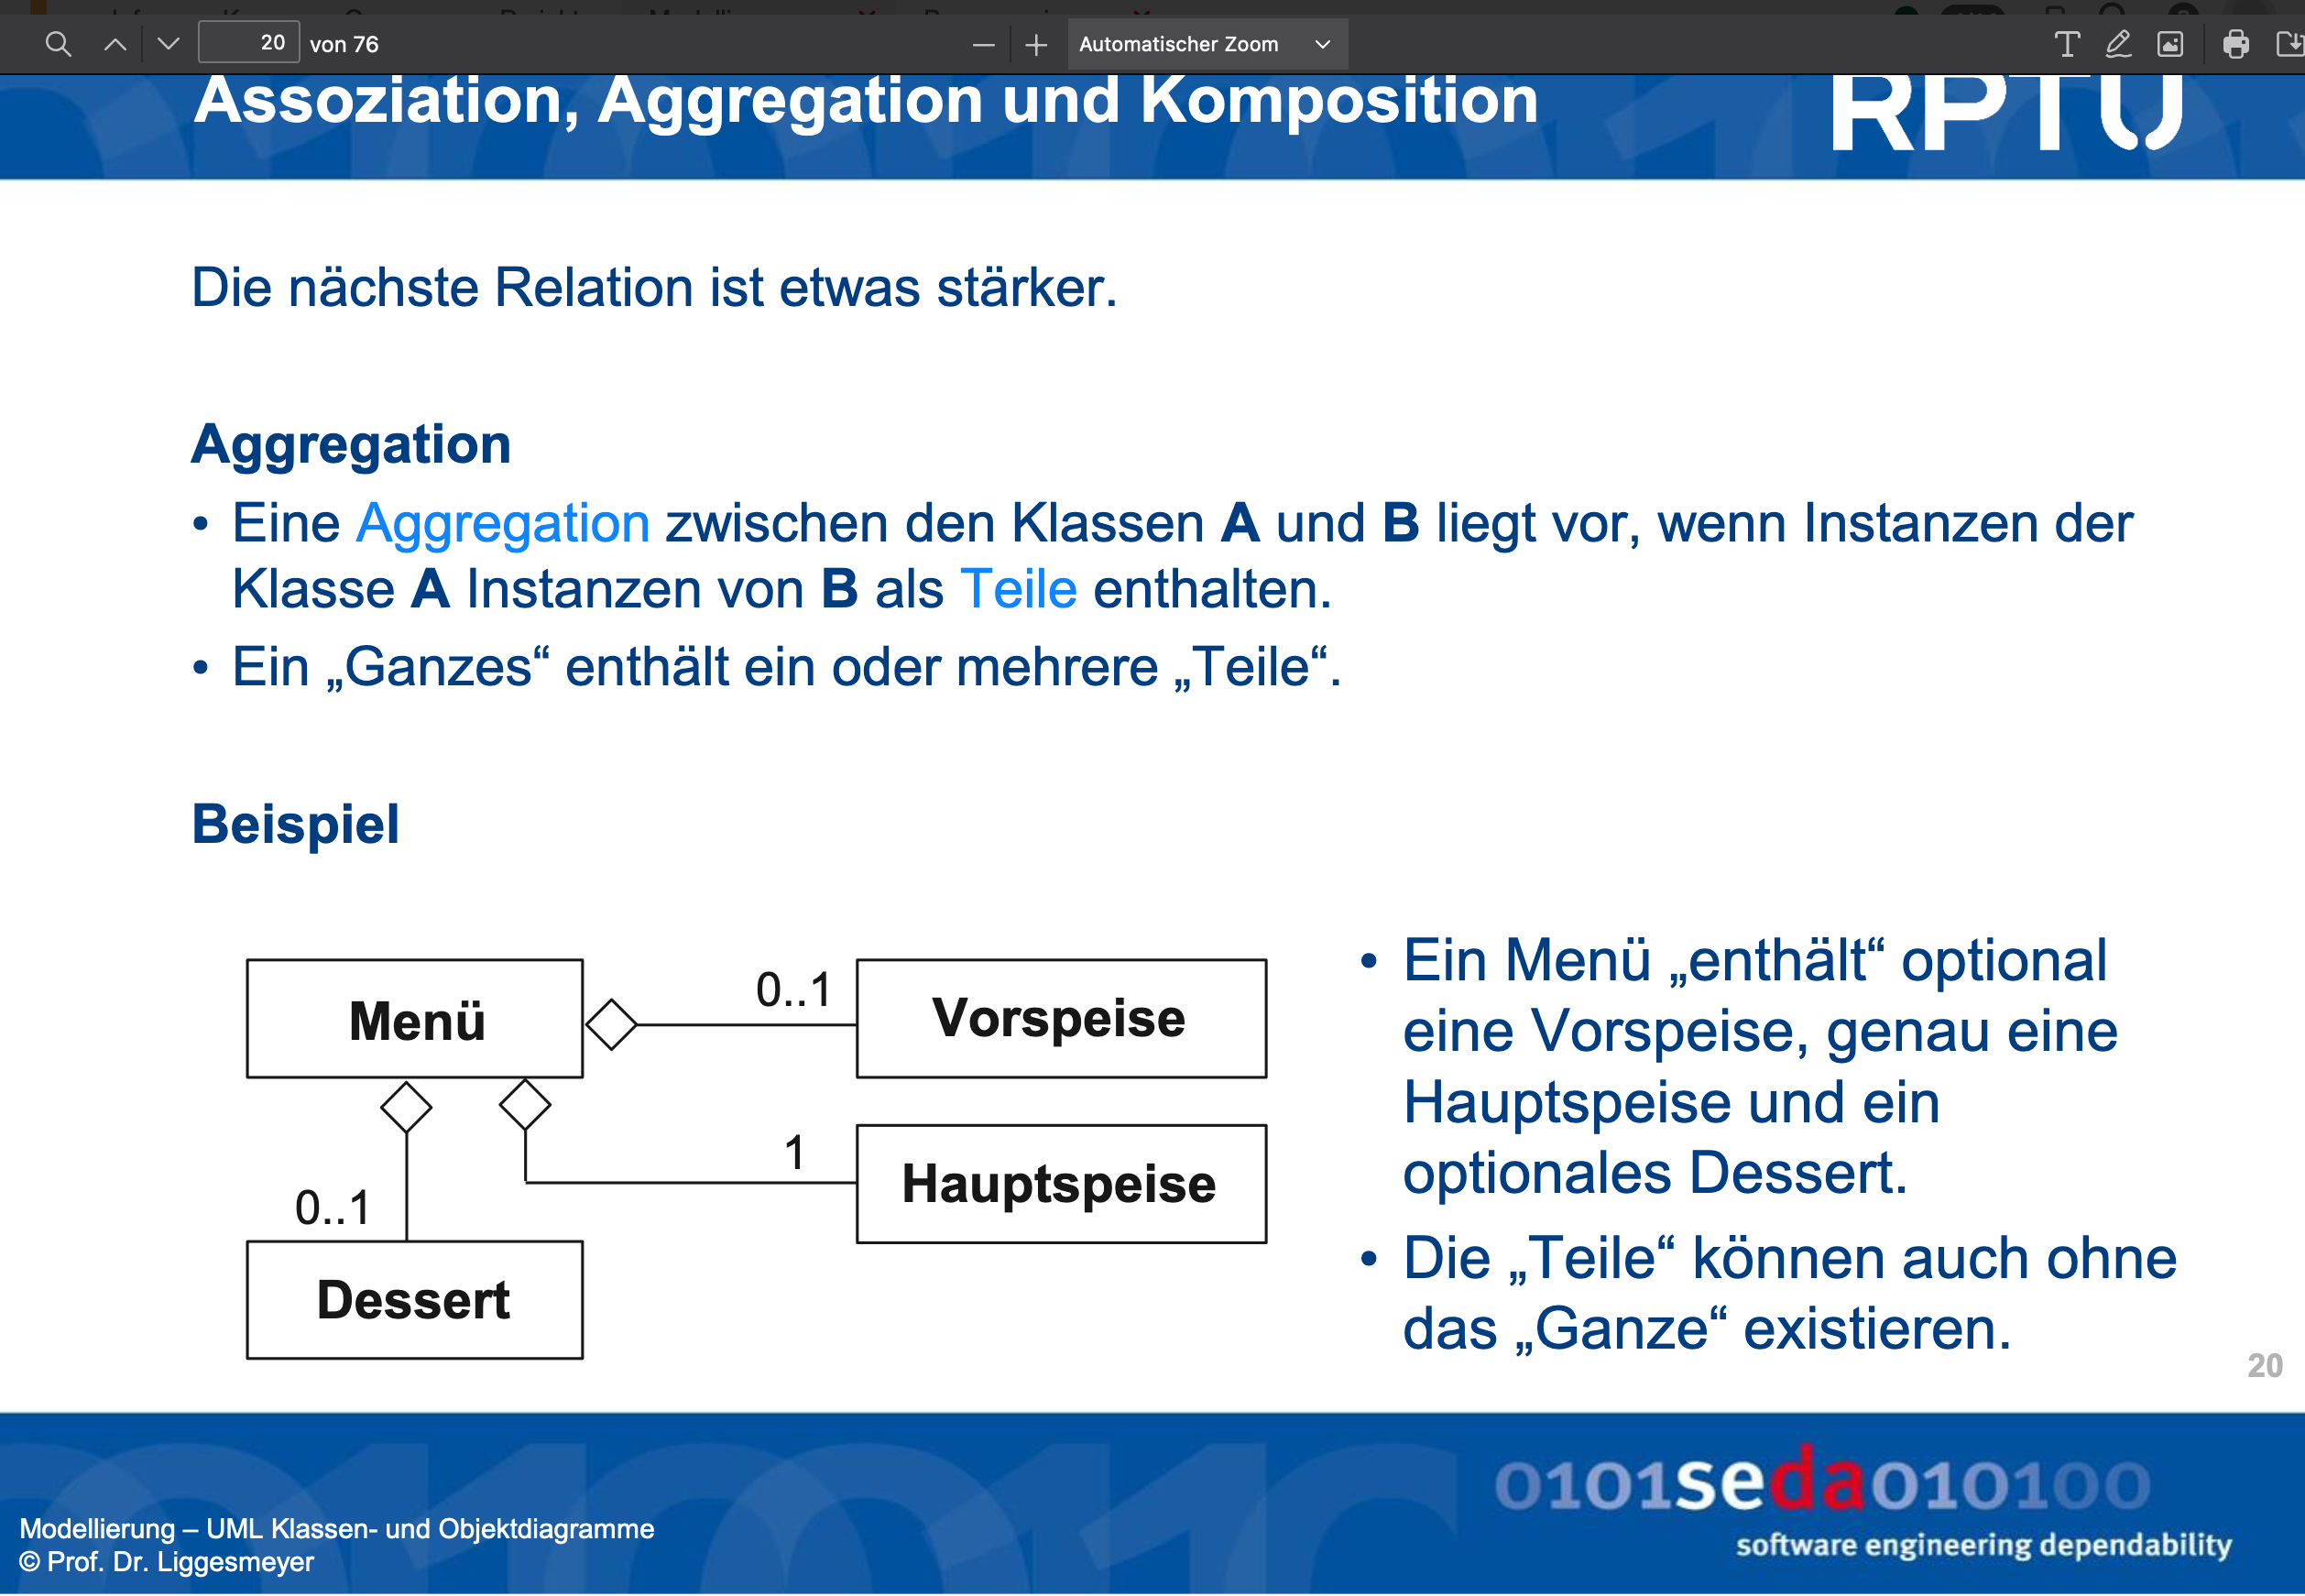 20 von 76
Automatischer Zoom
Assoziation, Aggregation und Komposition
RPTU
Die nächste Relation ist etwas stärker.
Aggregation
• Eine Aggregation zwischen den Klassen A und B liegt vor, wenn Instanzen der
Klasse A Instanzen von B als Teile enthalten.
• Ein „Ganzes“ enthält ein oder mehrere „Teile“.
Beispiel
Menü
0..1
Vorspeise
1
Hauptspeise
0..1
Dessert
• Ein Menü „enthält“ optional
eine Vorspeise, genau eine
Hauptspeise und ein
optionales Dessert.
• Die „Teile“ können auch ohne
das „Ganze“ existieren.
20
0101seda010100
software engineering dependability
Modellierung – UML Klassen- und Objektdiagramme
© Prof. Dr. Liggesmeyer